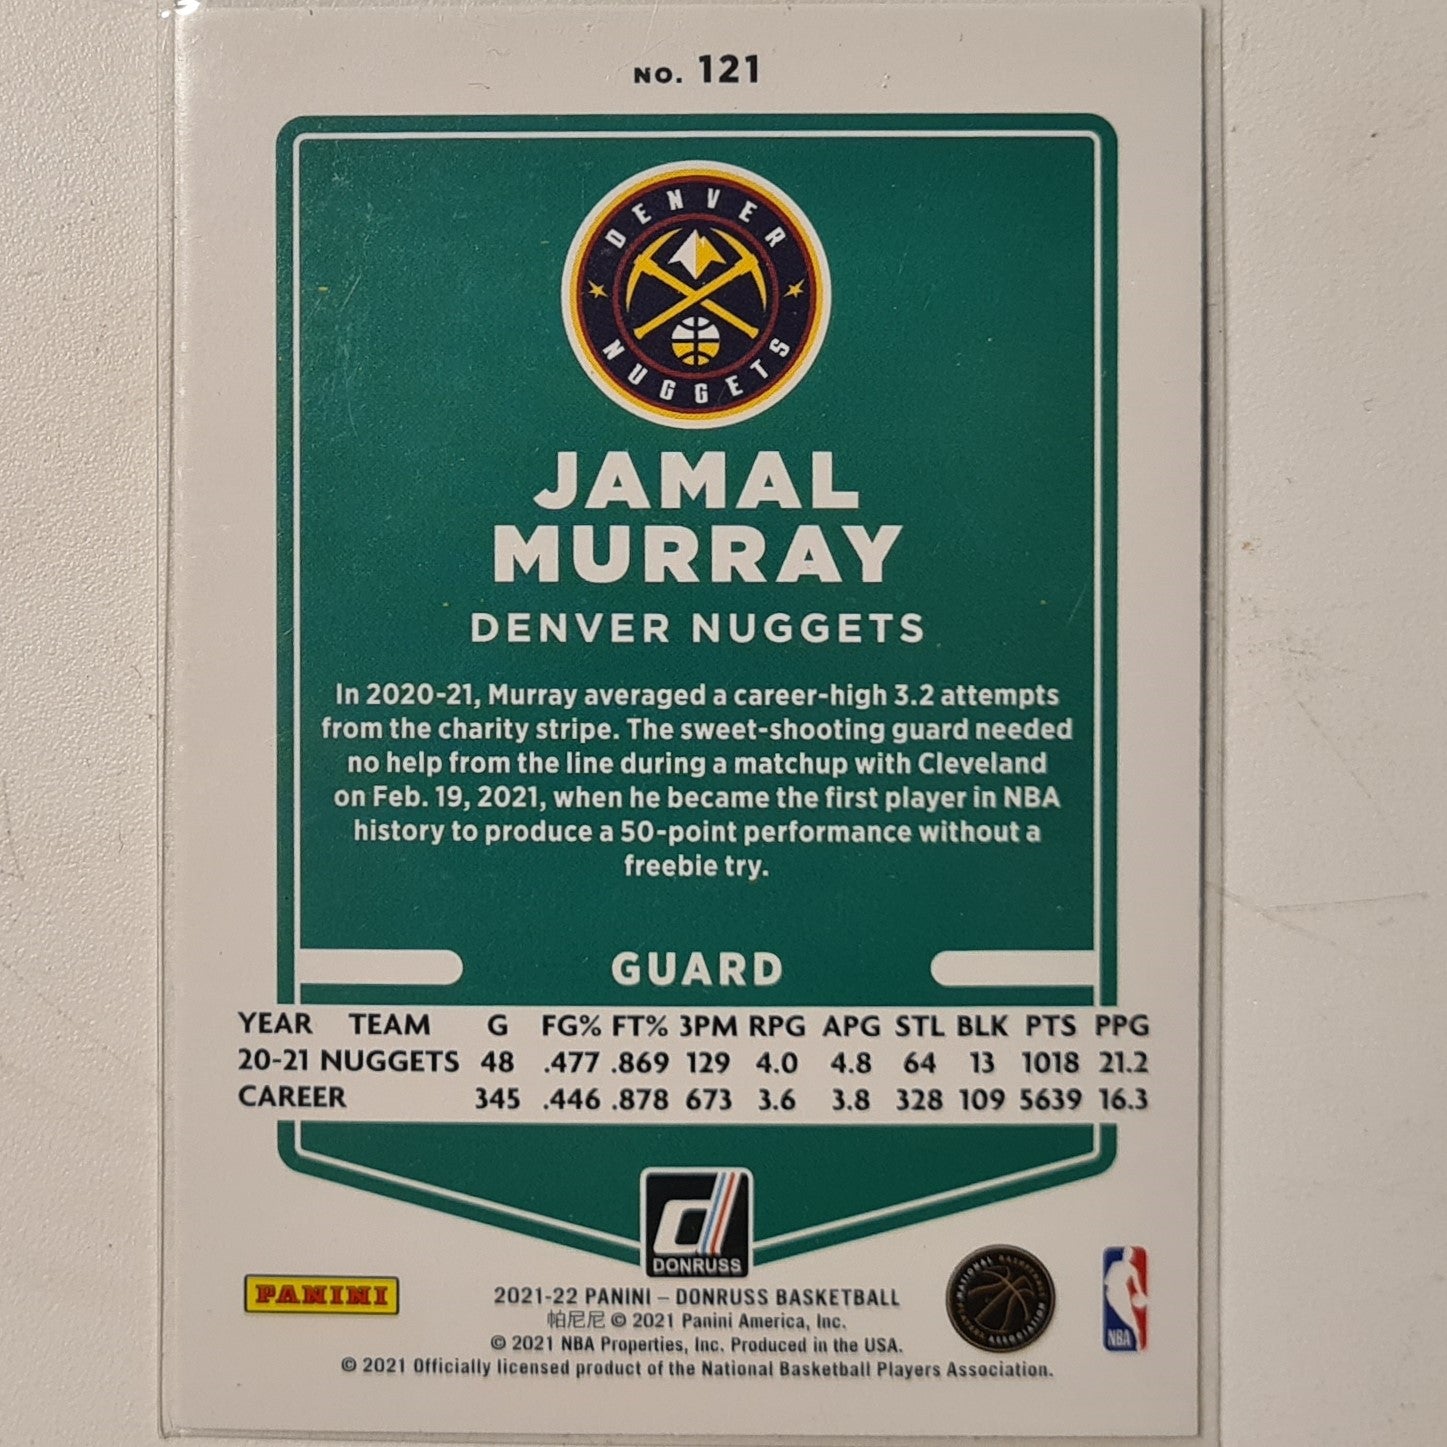 NO. 121
DENVER
NUGGETS
JAMAL
MURRAY
DENVER NUGGETS
In 2020-21, Murray averaged a career-high 3.2 attempts
from the charity stripe. The sweet-shooting guard needed
no help from the line during a matchup with Cleveland
on Feb. 19, 2021, when he became the first player in NBA
history to produce a 50-point performance without a
freebie try.
GUARD
YEAR TEAM G FG% FT% 3PM RPG APG STL BLK PTS PPG
20-21 NUGGETS 48 .477 .869 129 4.0 4.8 64 13 1018 21.2
CAREER 345 .446 .878 673 3.6 3.8 328 109 5639 16.3
DONRUSS
PANINI
2021-22 PANINI – DONRUSS BASKETBALL
帕尼尼 © 2021 Panini America, Inc.
© 2021 NBA Properties, Inc. Produced in the USA.
© 2021 Officially licensed product of the National Basketball Players Association.
NATIONAL BASKETBALL
PLAYERS ASSOCIATION
NBA